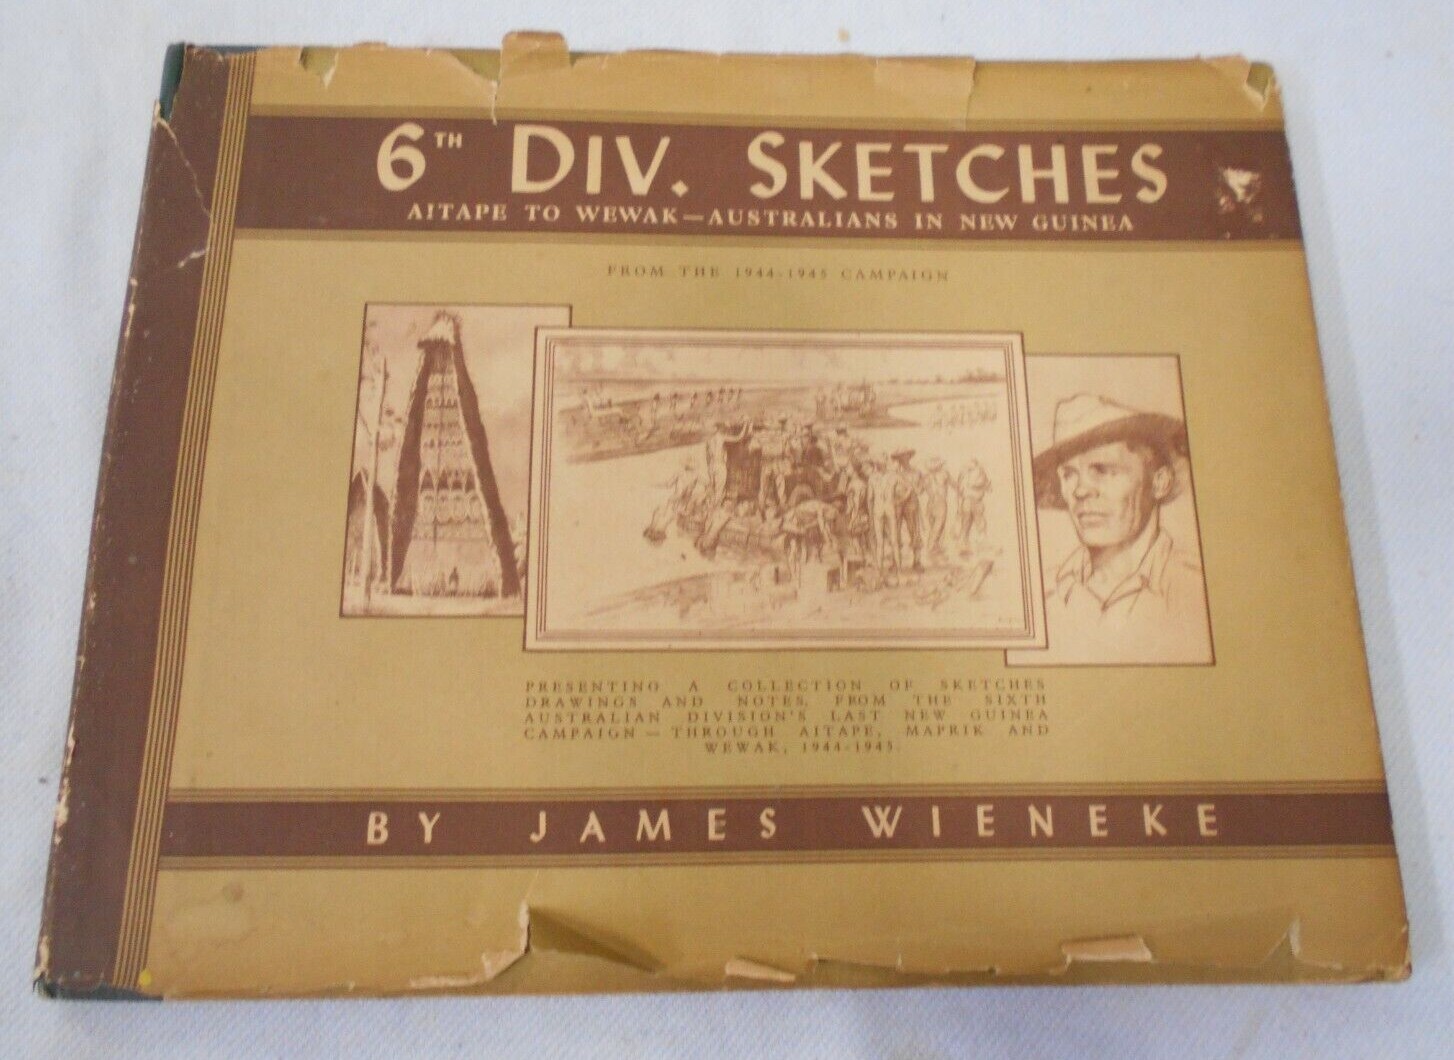 6TH DIV. SKETCHES
AITAPE TO WEWAK—AUSTRALIANS IN NEW GUINEA
FROM THE 1944-1945 CAMPAIGN
PRESENTING A COLLECTION OF SKETCHES
DRAWINGS AND NOTES, FROM THE SIXTH
AUSTRALIAN DIVISION'S LAST NEW GUINEA
CAMPAIGN — THROUGH AITAPE, MAPRIK AND
WEWAK, 1944-1945.
BY JAMES WIENEKE